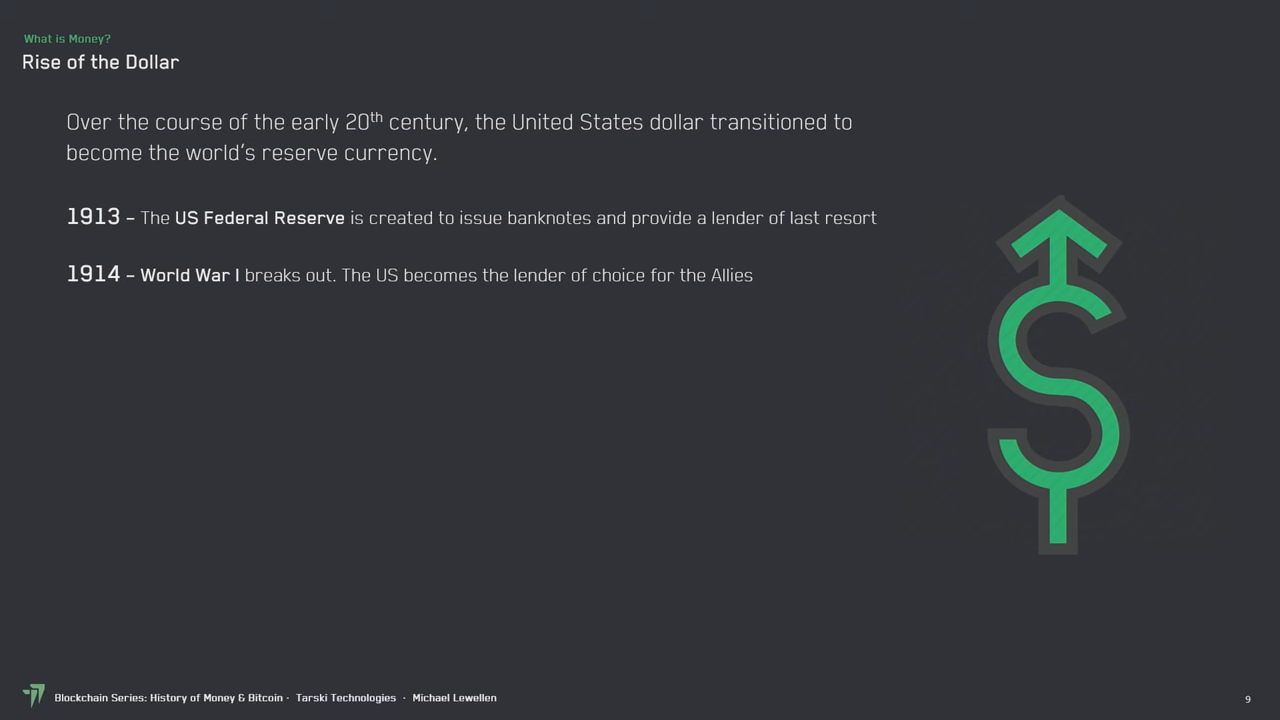 What is Money?
Rise of the Dollar
Over the course of the early 20th century, the United States dollar transitioned to
become the world's reserve currency.
1913 – The US Federal Reserve is created to issue banknotes and provide a lender of last resort
1914 – World War I breaks out. The US becomes the lender of choice for the Allies
Blockchain Series: History of Money & Bitcoin · Tarski Technologies · Michael Lewellen
9